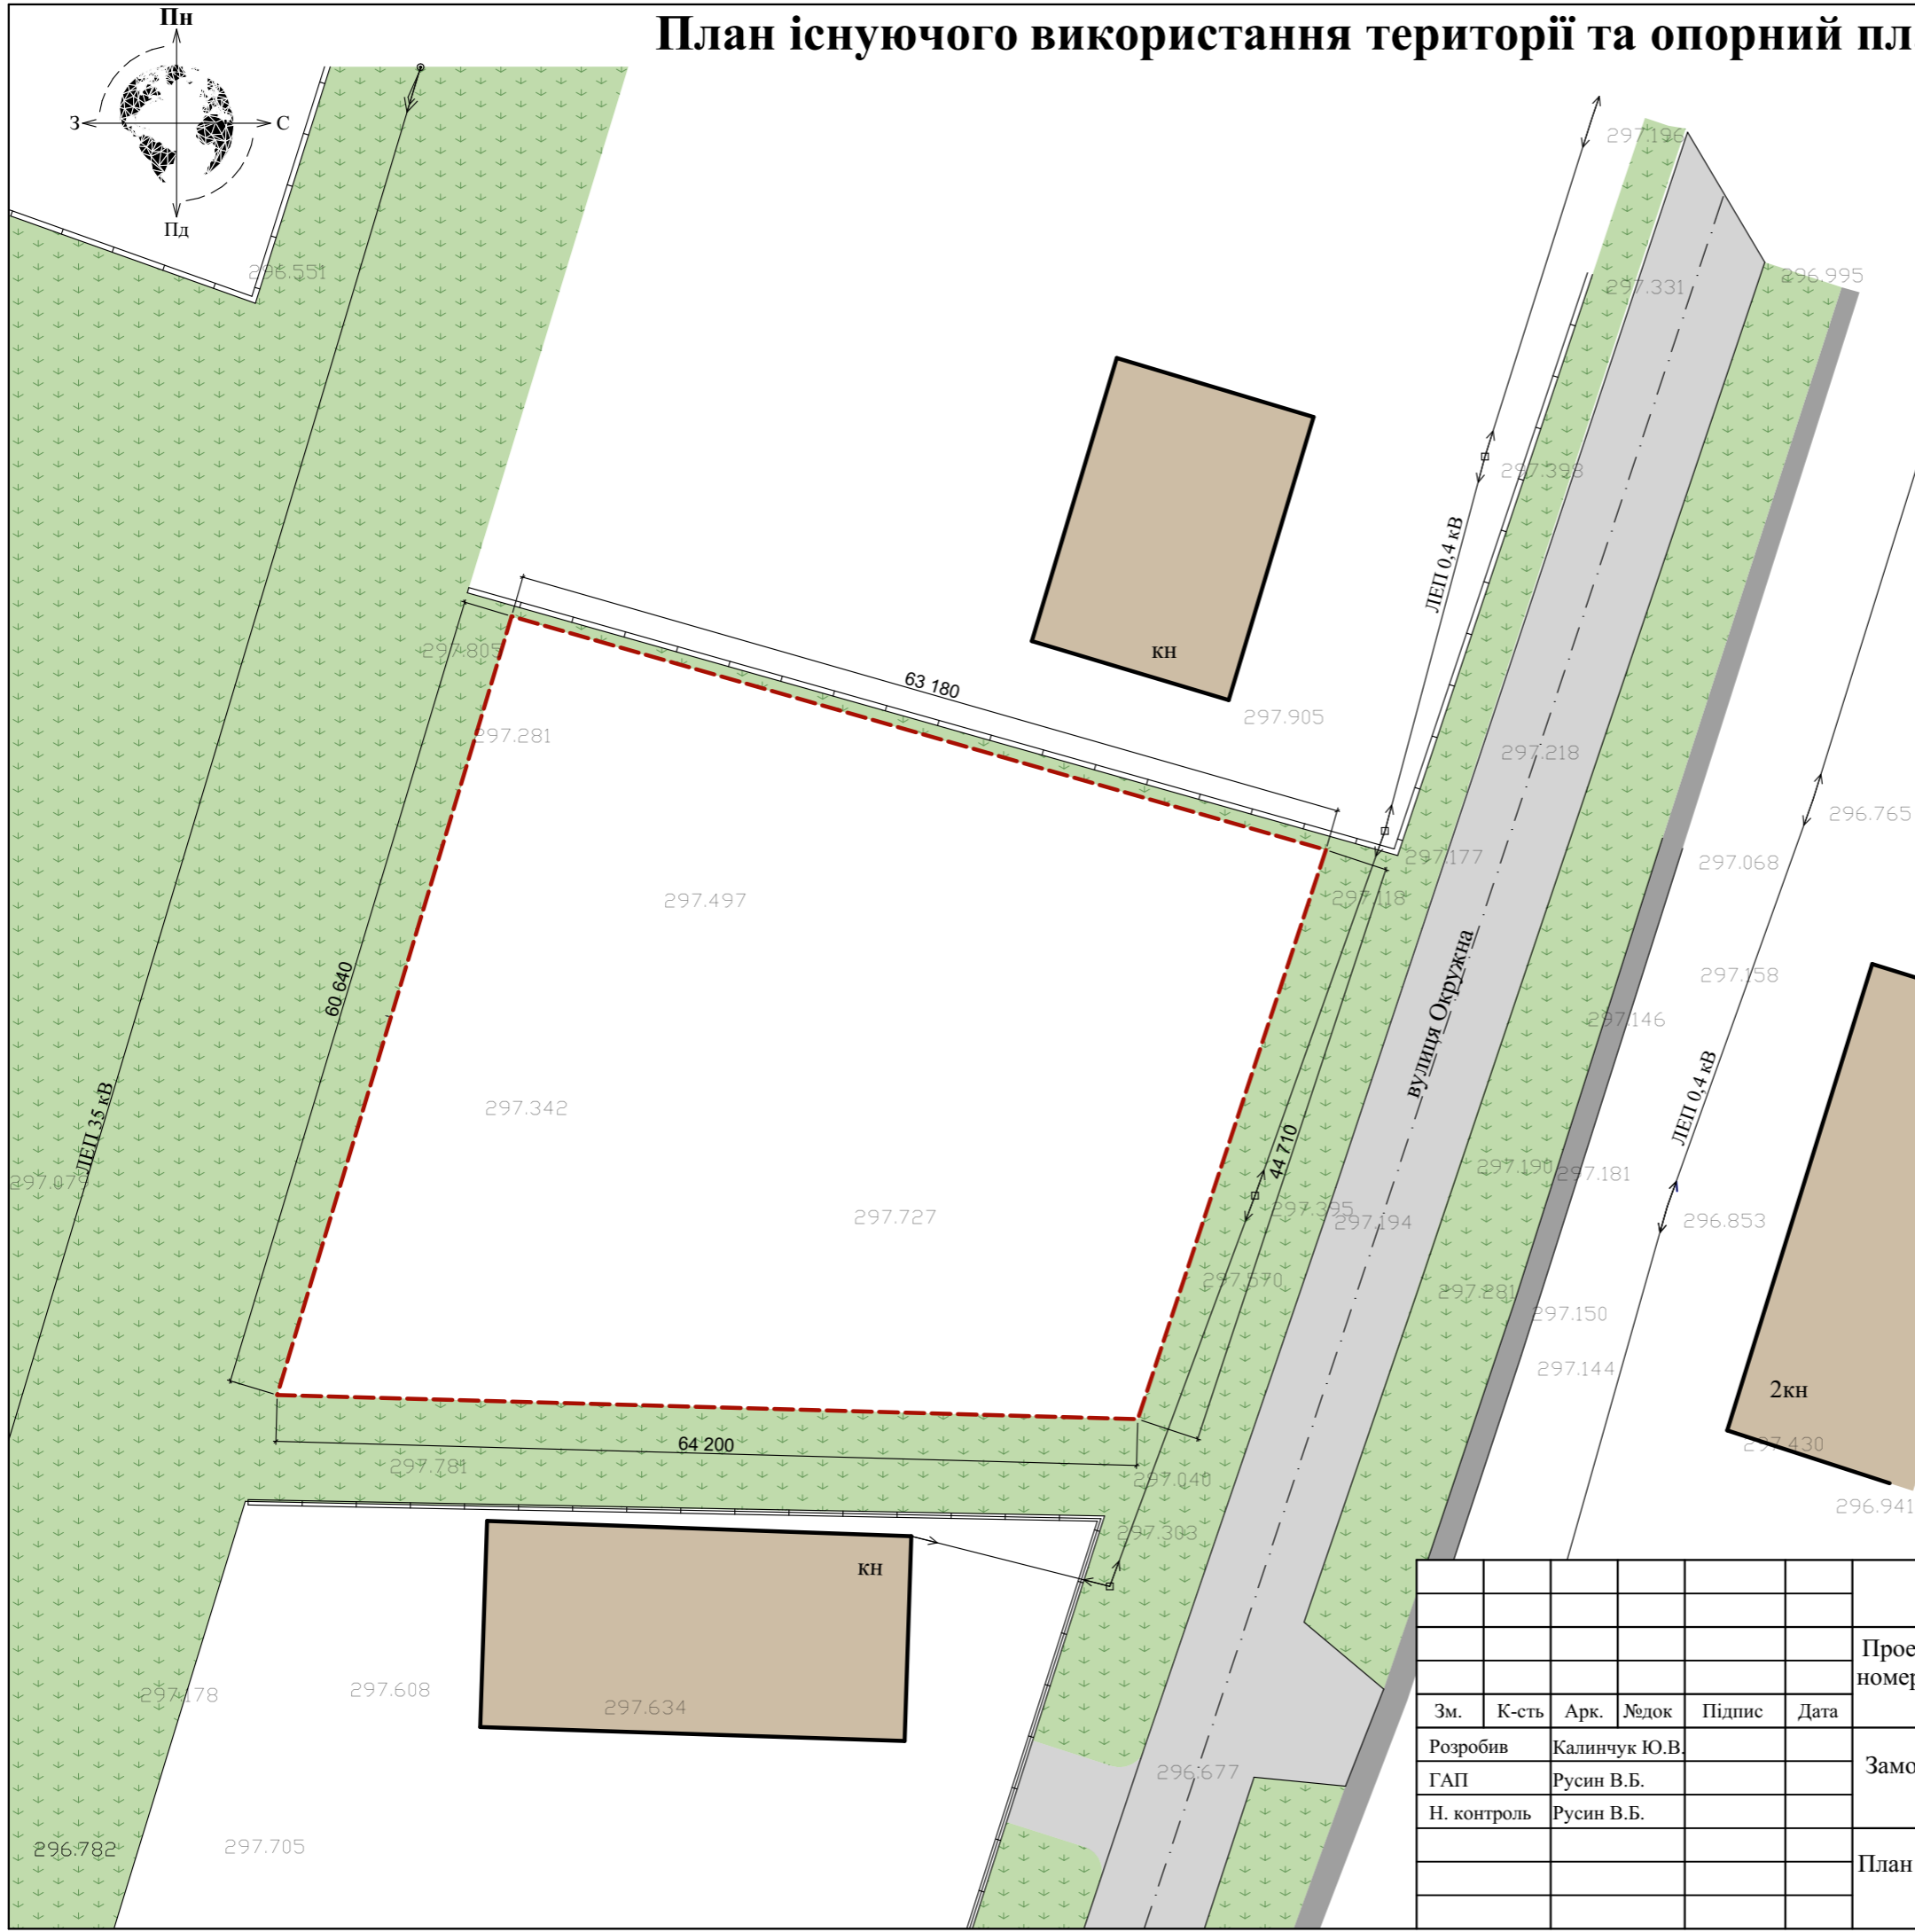 План існуючого використання території та опорний пл
Пн
З
С
Пд
297.196
296.551
297.331
296.995
297.398
ЛЕП 0,4 кВ
кн
297.805
63 180
297.905
297.281
297.218
296.765
297.177
297.068
297.497
297.118
60 640
вулиця Окружна
297.158
297.146
297.342
ЛЕП 35 кВ
ЛЕП 0,4 кВ
44 710
297.079
297.190
297.181
297.727
297.395
297.194
296.853
297.570
297.281
297.150
297.144
2кн
64 200
297.430
297.781
297.040
296.941
297.303
кн
297.178
297.608
297.634
296.677
296.782
297.705
Прое
номер
Зм. К-сть Арк. №док Підпис Дата
Розробив Калинчук Ю.В.
Замо
ГАП Русин В.Б.
Н. контроль Русин В.Б.
План